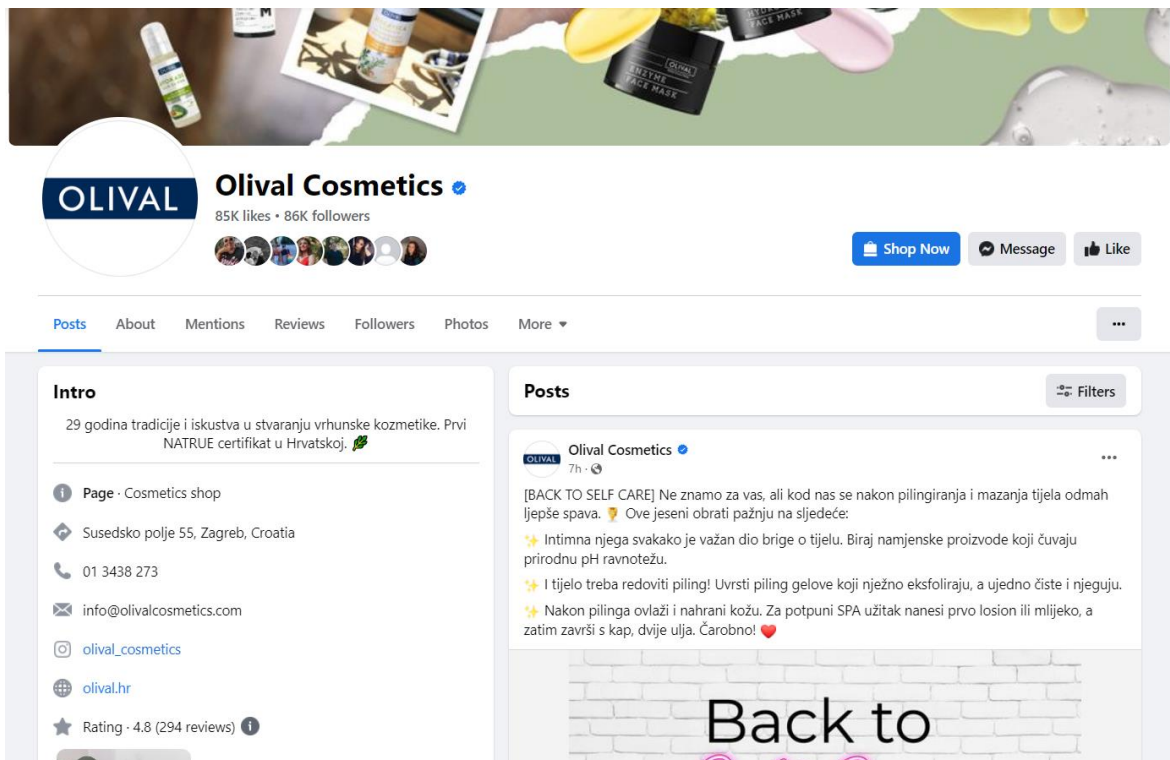 OLIVAL
ENZYME
FACE MASK
FACE MASK
OLIVAL
Olival Cosmetics
85K likes • 86K followers
Shop Now
Message
Like
Posts
About
Mentions
Reviews
Followers
Photos
More
Intro
29 godina tradicije i iskustva u stvaranju vrhunske kozmetike. Prvi
NATRUE certifikat u Hrvatskoj.
Page · Cosmetics shop
Susedsko polje 55, Zagreb, Croatia
01 3438 273
info@olivalcosmetics.com
olival_cosmetics
olival.hr
Rating · 4.8 (294 reviews)
Posts
Filters
OLIVAL
Olival Cosmetics
7h ·
[BACK TO SELF CARE] Ne znamo za vas, ali kod nas se nakon pilingiranja i mazanja tijela odmah
ljepše spava. Ove jeseni obrati pažnju na sljedeće:
✨ Intimna njega svakako je važan dio brige o tijelu. Biraj namjenske proizvode koji čuvaju
prirodnu pH ravnotežu.
✨ I tijelo treba redoviti piling! Uvrsti piling gelove koji nježno eksfoliraju, a ujedno čiste i njeguju.
✨ Nakon pilinga ovlaži i nahrani kožu. Za potpuni SPA užitak nanesi prvo losion ili mlijeko, a
zatim završi s kap, dvije ulja. Čarobno! ❤️
Back to